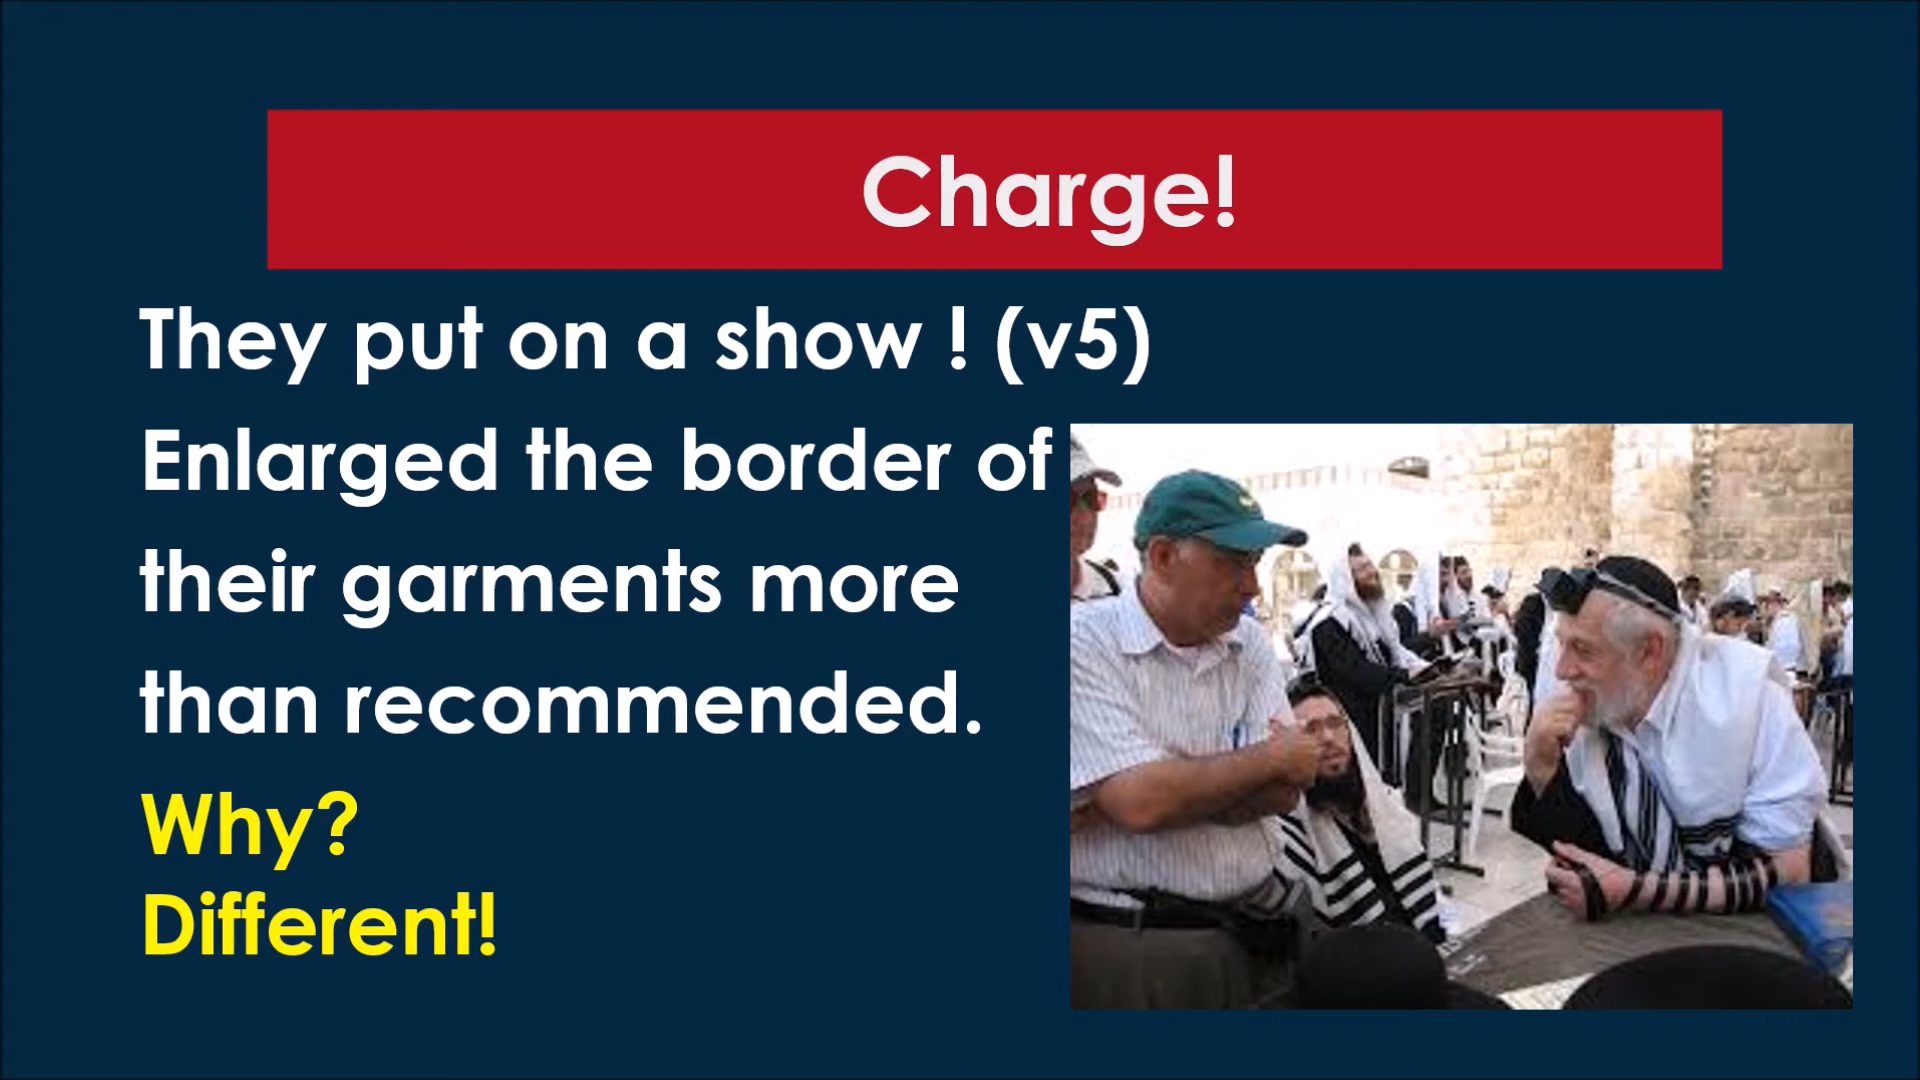 Charge!
They put on a show ! (v5)
Enlarged the border of
their garments more
than recommended.
Why?
Different!